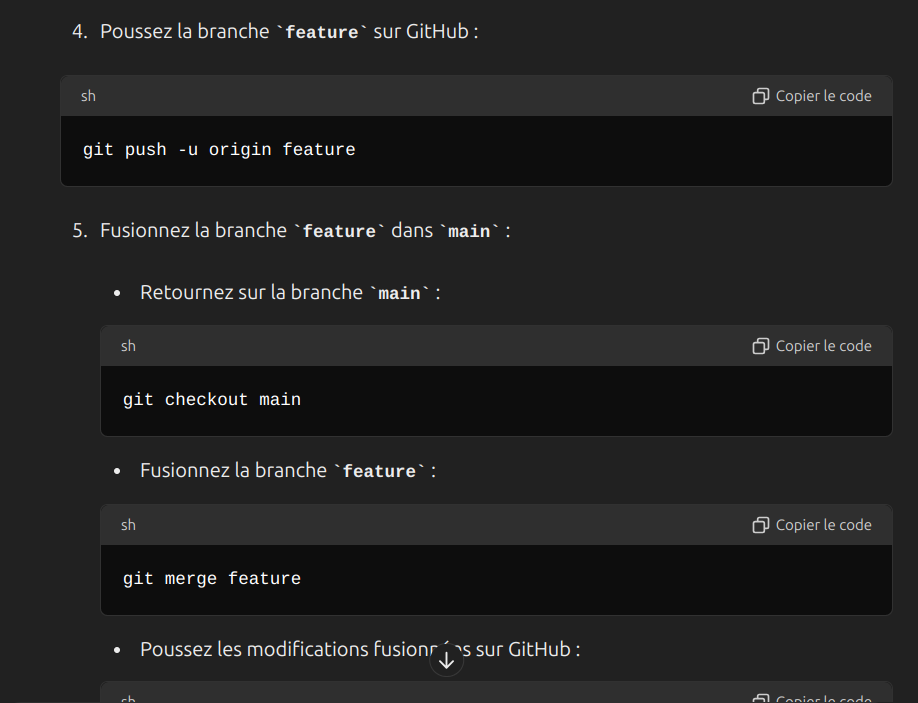 4. Poussez la branche `feature` sur GitHub :
sh
Copier le code
git push -u origin feature
5. Fusionnez la branche `feature` dans `main` :
• Retournez sur la branche `main` :
sh
Copier le code
git checkout main
• Fusionnez la branche `feature` :
sh
Copier le code
git merge feature
• Poussez les modifications fusionnées sur GitHub :
sh
Copier le code